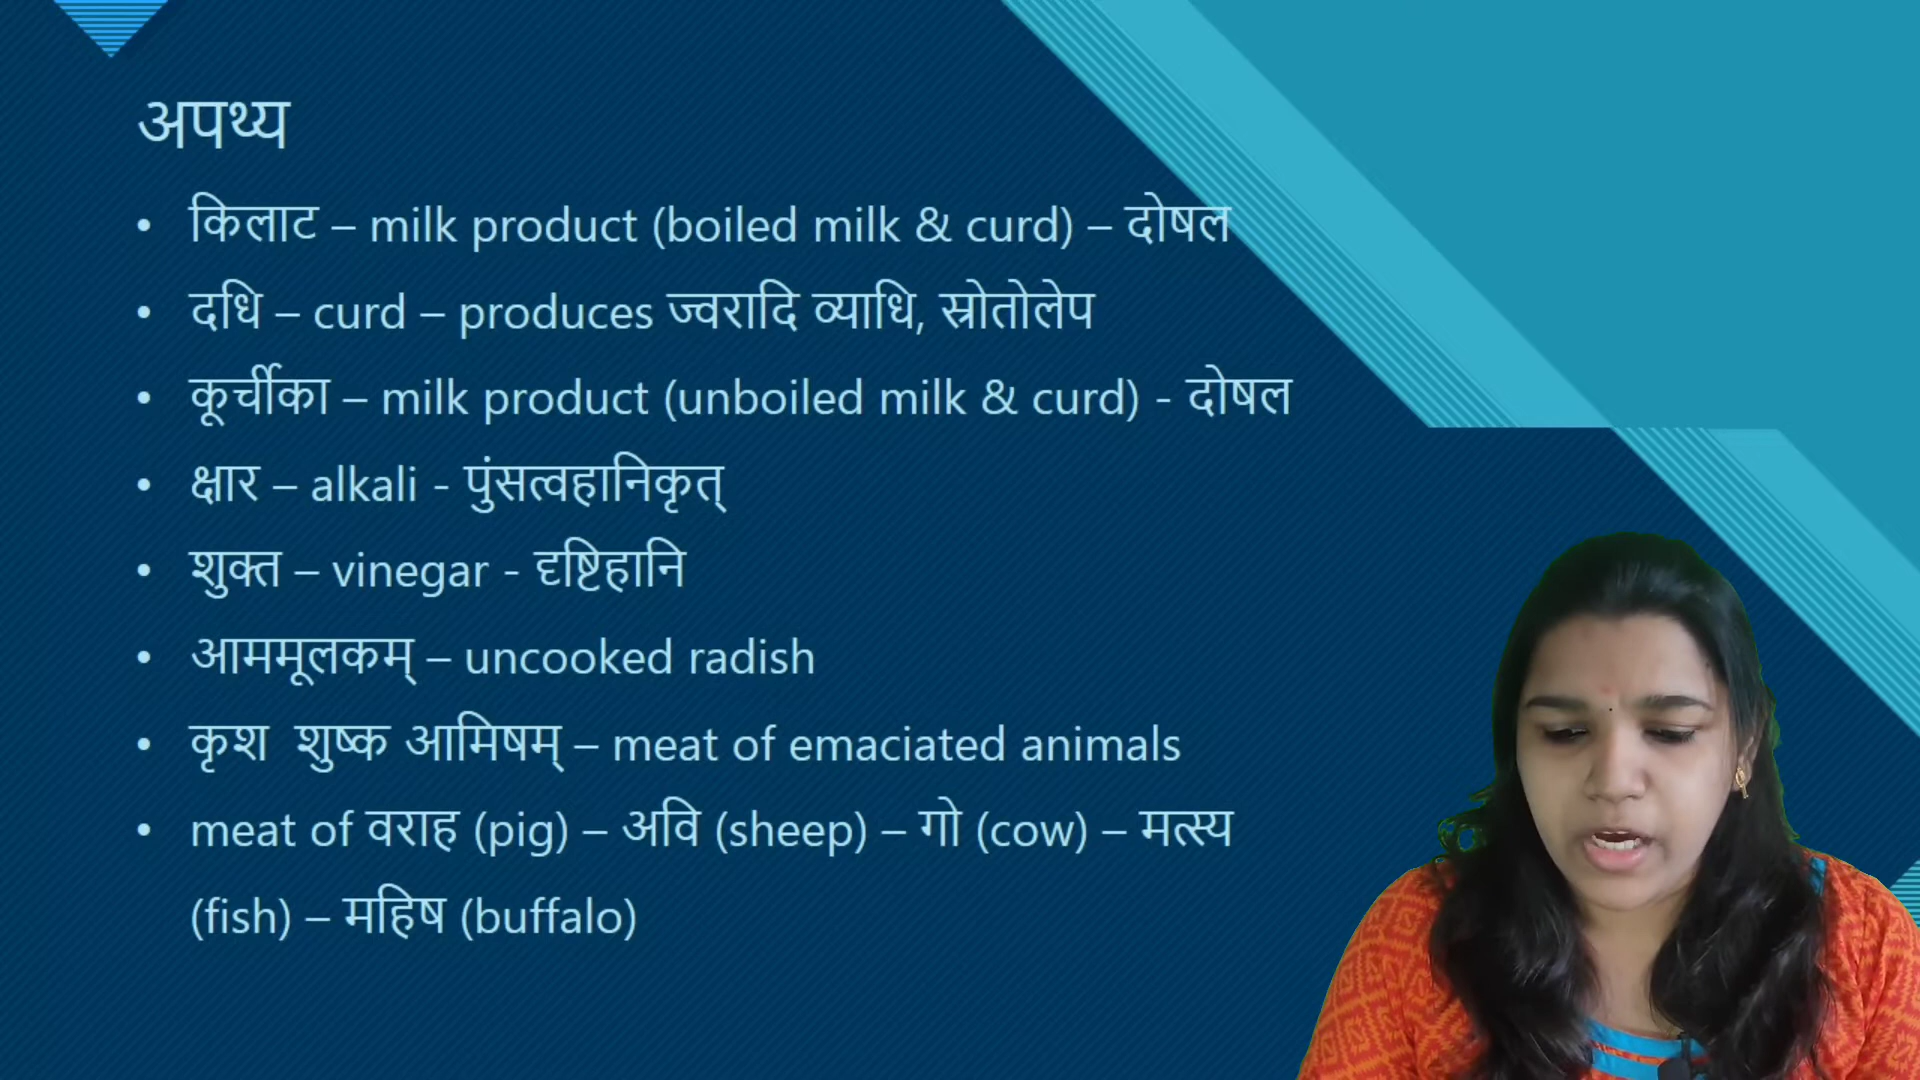 अपथ्य
• किलाट – milk product (boiled milk & curd) – दोषल
• दधि – curd – produces ज्वरादि व्याधि, स्रोतोलेप
• कूर्चीका – milk product (unboiled milk & curd) - दोषल
• क्षार – alkali - पुंसत्वहानिकृत्
• शुक्त – vinegar - दृष्टिहानि
• आममूलकम् – uncooked radish
• कृश शुष्क आमिषम् – meat of emaciated animals
• meat of वराह (pig) – अवि (sheep) – गो (cow) – मत्स्य
(fish) – महिष (buffalo)